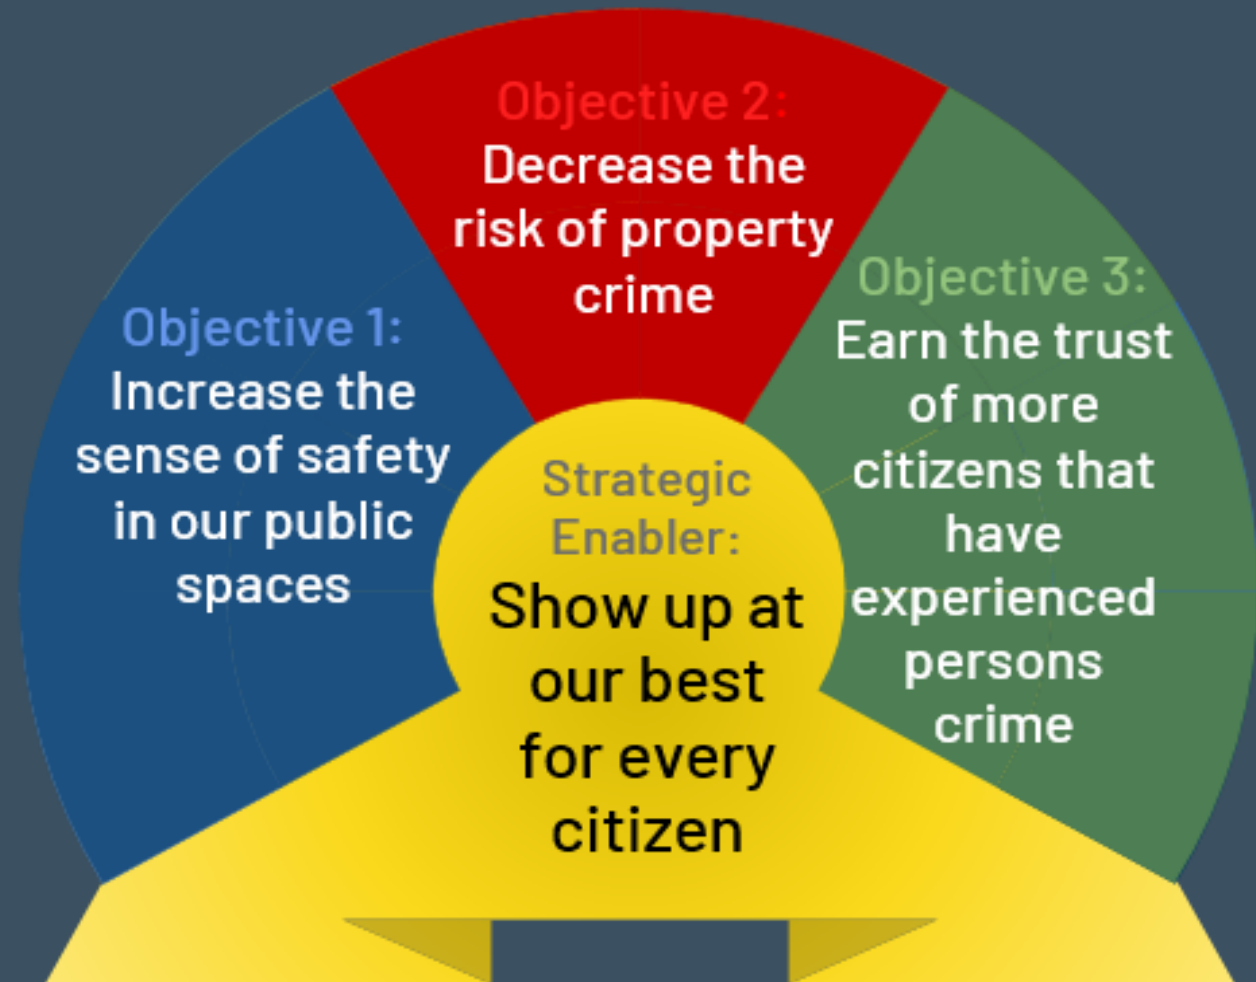 Objective 1:
Increase the
sense of safety
in our public
spaces
Objective 2:
Decrease the
risk of property
crime
Objective 3:
Earn the trust
of more
citizens that
have
experienced
persons
crime
Strategic
Enabler:
Show up at
our best
for every
citizen